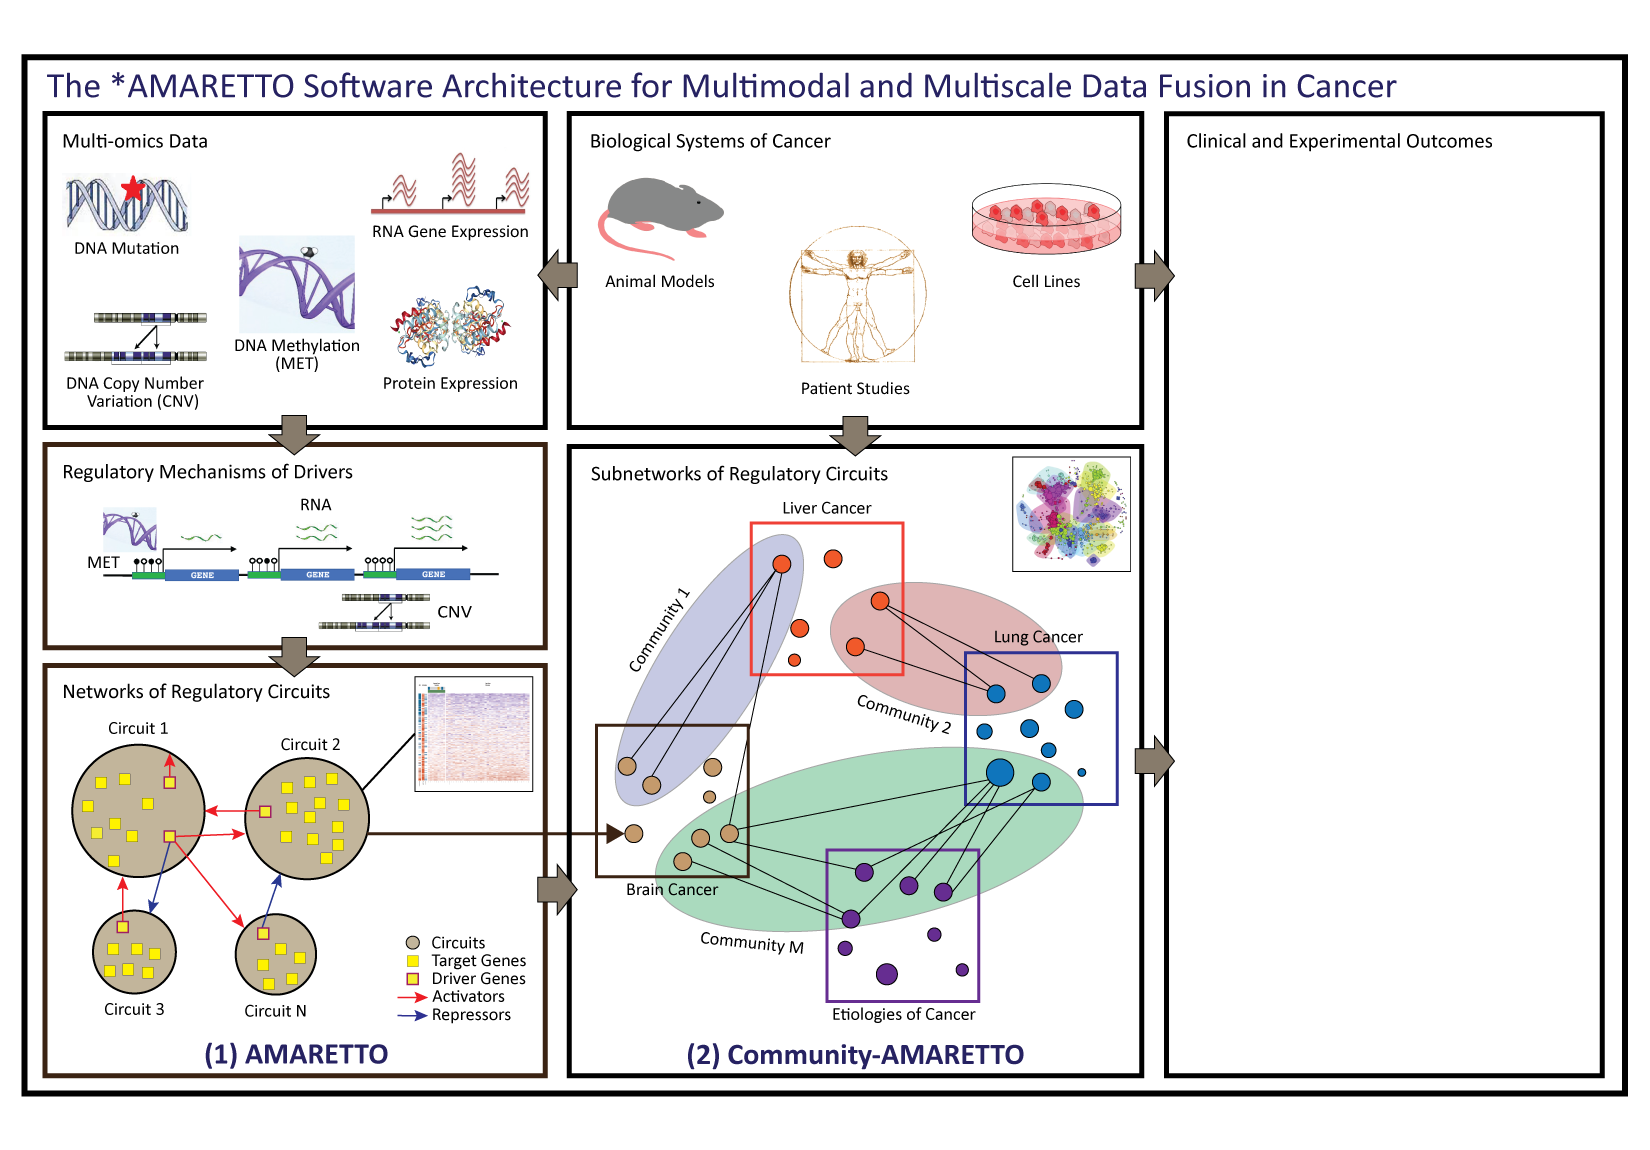 The *AMARETTO Software Architecture for Multimodal and Multiscale Data Fusion in Cancer
Multi-omics Data
DNA Mutation
RNA Gene Expression
DNA Methylation
(MET)
DNA Copy Number
Variation (CNV)
Protein Expression
Biological Systems of Cancer
Animal Models
Patient Studies
Cell Lines
Clinical and Experimental Outcomes
Regulatory Mechanisms of Drivers
RNA
MET
GENE
GENE
GENE
CNV
Networks of Regulatory Circuits
Circuit 1
Circuit 2
Circuit 3
Circuit N
Circuits
Target Genes
Driver Genes
Activators
Repressors
(1) AMARETTO
Subnetworks of Regulatory Circuits
Liver Cancer
Community 1
Lung Cancer
Community 2
Brain Cancer
Community M
Etiologies of Cancer
(2) Community-AMARETTO